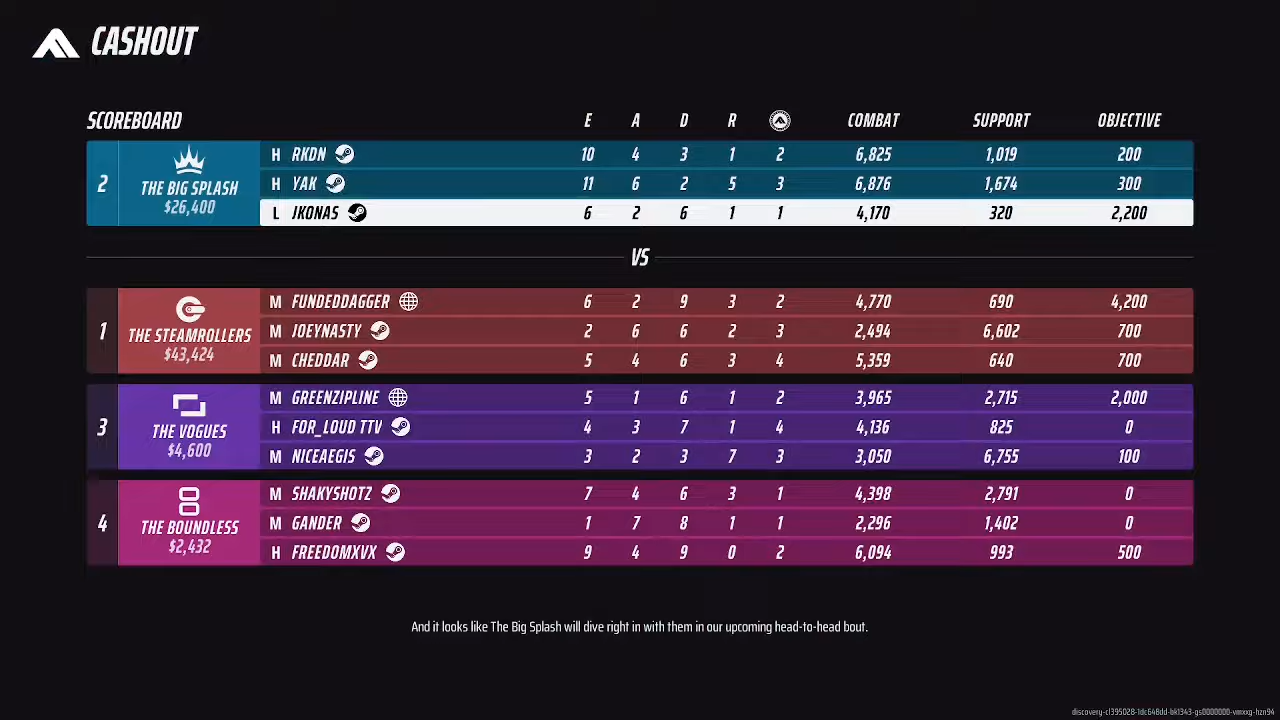 CASHOUT
SCOREBOARD E A D R COMBAT SUPPORT OBJECTIVE
2 THE BIG SPLASH $26,400
H RKDN 10 4 3 1 2 6,825 1,019 200
H YAK 11 6 2 5 3 6,876 1,674 300
L JKONAS 6 2 6 1 1 4,170 320 2,200
VS
1 THE STEAMROLLERS $43,424
M FUNDEDDAGGER 6 2 9 3 2 4,770 690 4,200
M JOEYNASTY 2 6 6 2 3 2,494 6,602 700
M CHEDDAR 5 4 6 3 4 5,359 640 700
3 THE VOGUES $4,600
M GREENZIPLINE 5 1 6 1 2 3,965 2,715 2,000
H FOR_LOUD TTV 4 3 7 1 4 4,136 825 0
M NICEAEGIS 3 2 3 7 3 3,050 6,755 100
4 THE BOUNDLESS $2,432
M SHAKYSHOTZ 7 4 6 3 1 4,398 2,791 0
M GANDER 1 7 8 1 1 2,296 1,402 0
H FREEDOMXVX 9 4 9 0 2 6,094 993 500
And it looks like The Big Splash will dive right in with them in our upcoming head-to-head bout.